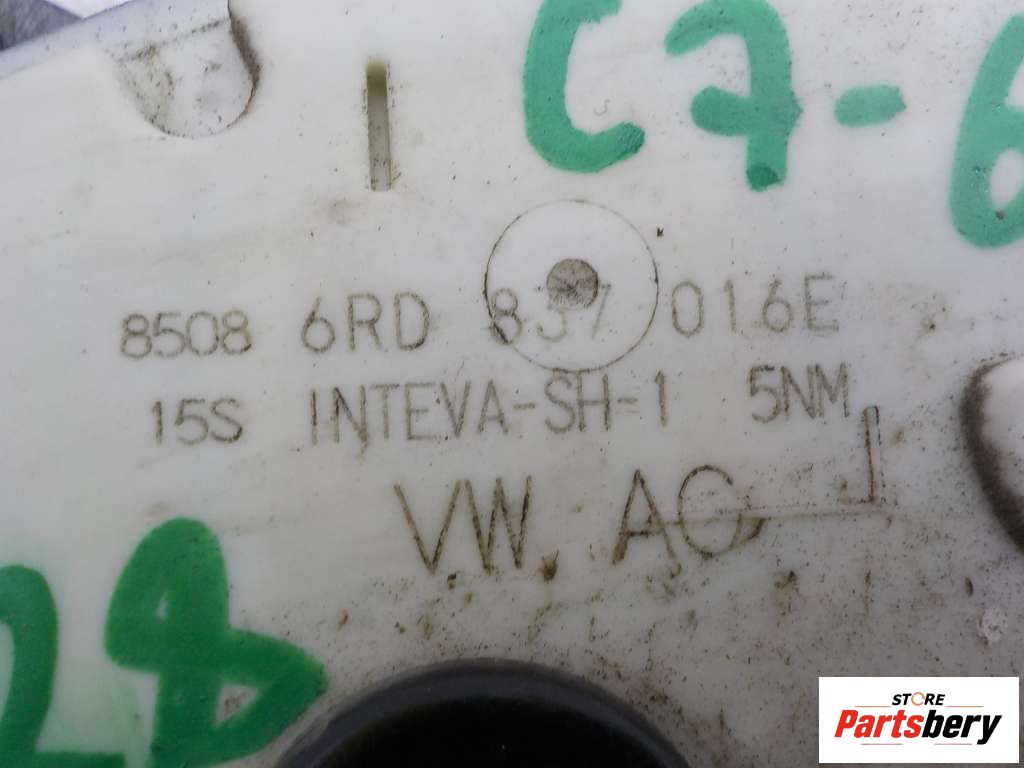 C7-6
8508 6RD 837 016E
15S INTEVA-SH-1 5NM
VW. AG
28
STORE
Partsbery